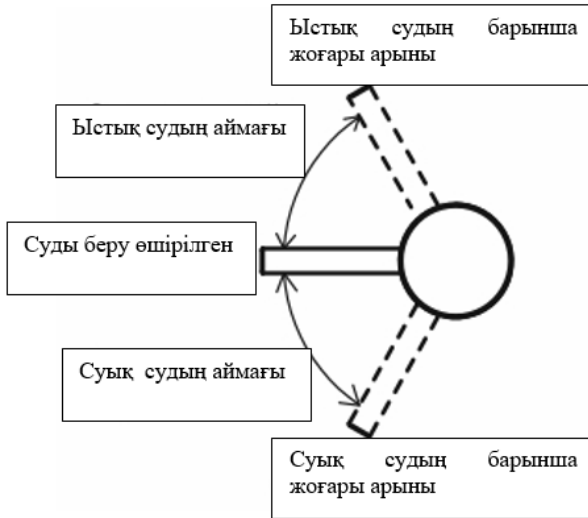 Ыстық судың барынша
жоғары арыны
Ыстық судың аймағы
Суды беру өшірілген
Суық судың аймағы
Суық судың барынша
жоғары арыны